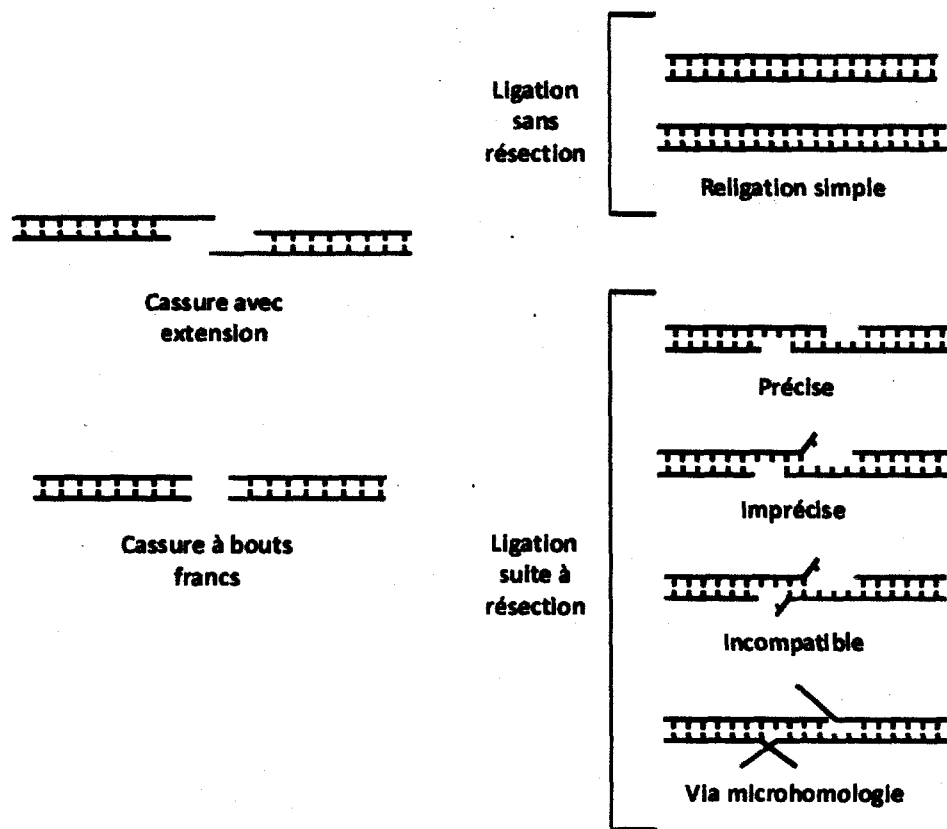 Cassure avec
extension
Cassure à bouts
francs
Ligation
sans
résection
Religation simple
Ligation
suite à
résection
Précise
Imprécise
Incompatible
Via microhomologie